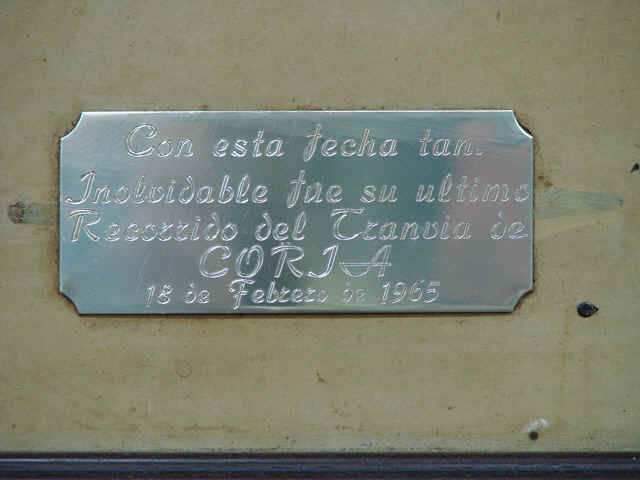 Con esta fecha tan.
Inolvidable fue su ultimo
Recorrido del Tranvia de
CORIA
18 de Febrero de 1965